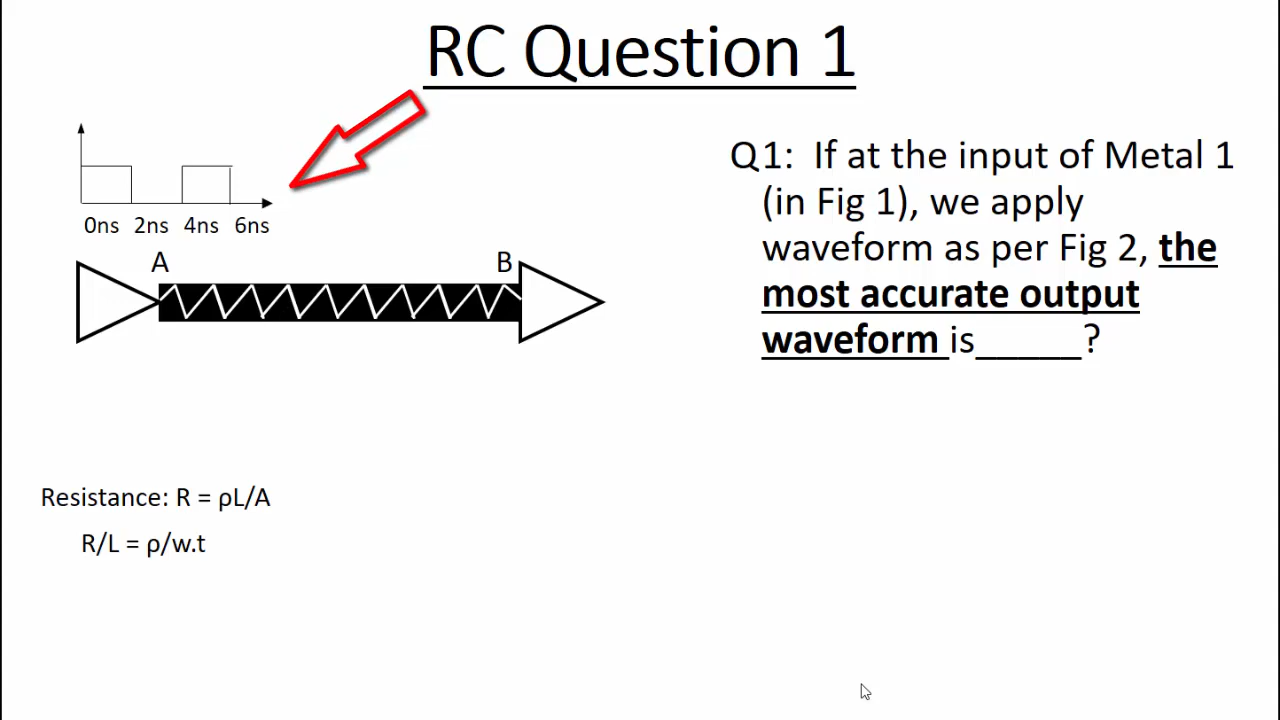 RC Question 1
0ns 2ns 4ns 6ns
A B
Q1: If at the input of Metal 1
(in Fig 1), we apply
waveform as per Fig 2, the
most accurate output
waveform is_____?
Resistance: R = ρL/A
R/L = ρ/w.t